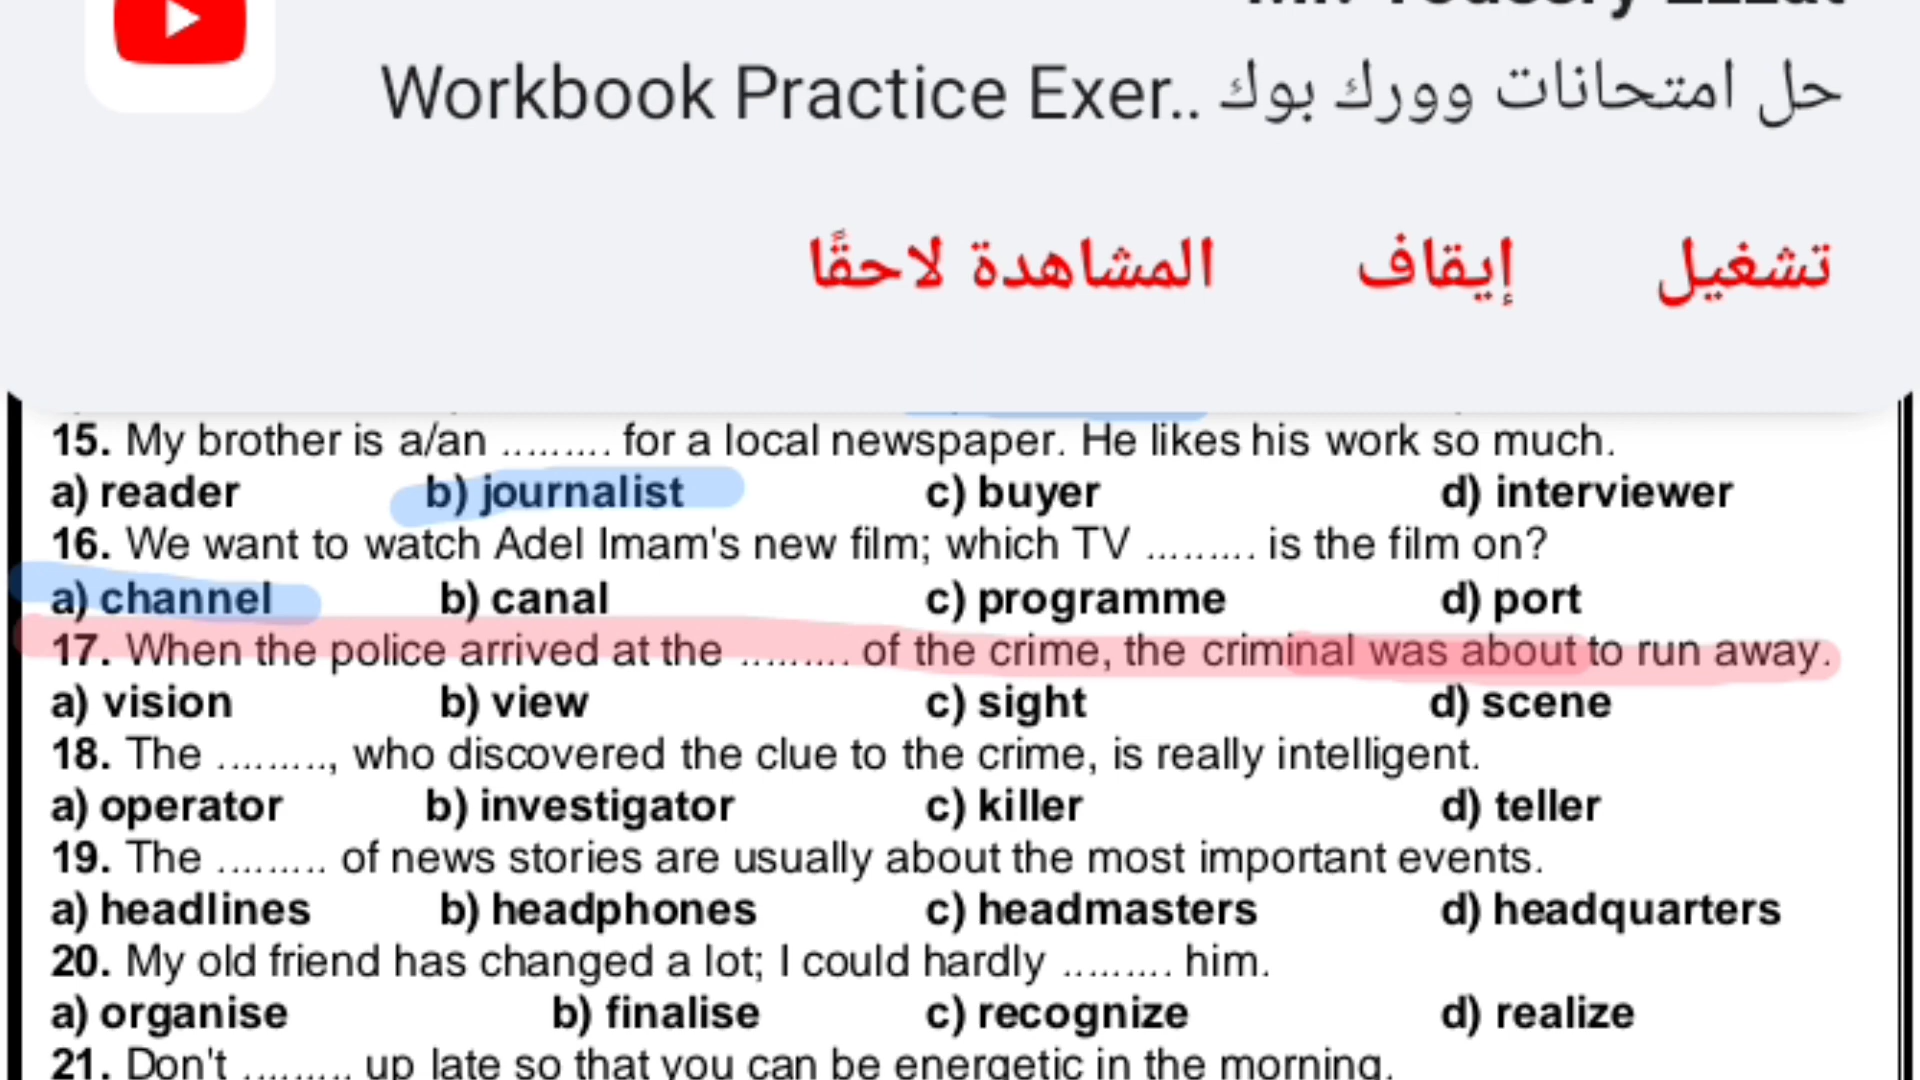 Workbook Practice Exer.. حل امتحانات وورك بوك
تشغيل إيقاف المشاهدة لاحقًا
15. My brother is a/an ......... for a local newspaper. He likes his work so much.
a) reader b) journalist c) buyer d) interviewer
16. We want to watch Adel Imam's new film; which TV ......... is the film on?
a) channel b) canal c) programme d) port
17. When the police arrived at the ......... of the crime, the criminal was about to run away.
a) vision b) view c) sight d) scene
18. The ........., who discovered the clue to the crime, is really intelligent.
a) operator b) investigator c) killer d) teller
19. The ......... of news stories are usually about the most important events.
a) headlines b) headphones c) headmasters d) headquarters
20. My old friend has changed a lot; I could hardly ......... him.
a) organise b) finalise c) recognize d) realize
21. Don't ......... up late so that you can be energetic in the morning.